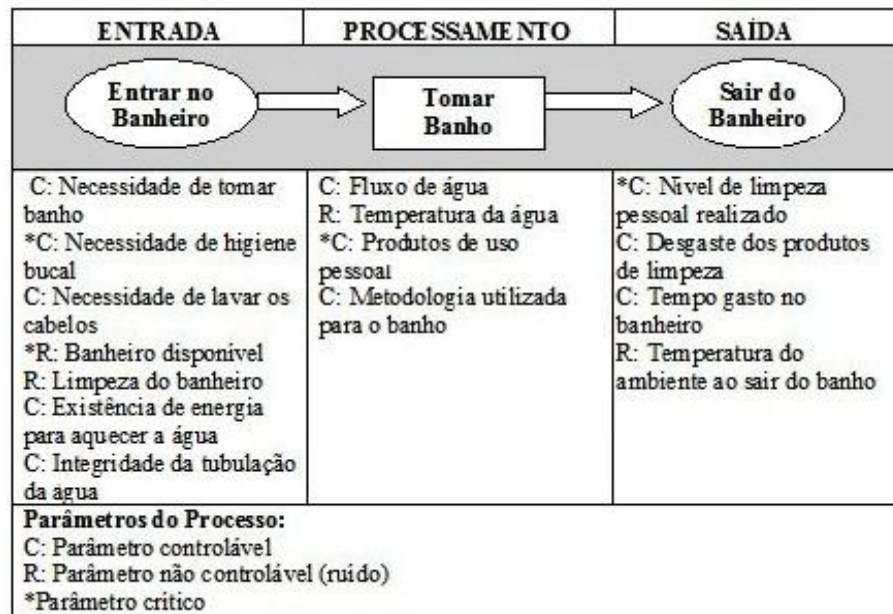 ENTRADA
PROCESSAMENTO
SAÍDA
Entrar no
Banheiro
Tomar
Banho
Sair do
Banheiro
C: Necessidade de tomar
banho
*C: Necessidade de higiene
bucal
C: Necessidade de lavar os
cabelos
*R: Banheiro disponível
R: Limpeza do banheiro
C: Existência de energia
para aquecer a água
C: Integridade da tubulação
da água
C: Fluxo de água
R: Temperatura da água
*C: Produtos de uso
pessoal
C: Metodologia utilizada
para o banho
*C: Nivel de limpeza
pessoal realizado
C: Desgaste dos produtos
de limpeza
C: Tempo gasto no
banheiro
R: Temperatura do
ambiente ao sair do banho
Parâmetros do Processo:
C: Parâmetro controlável
R: Parâmetro não controlável (ruído)
*Parâmetro critico